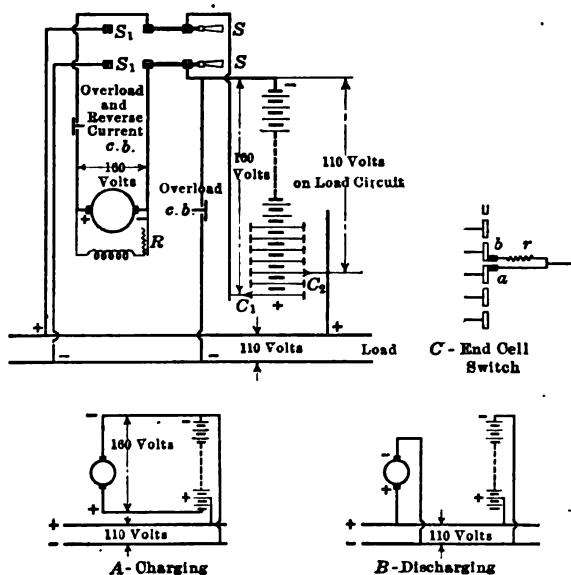 S₁ S
S₁ S
Overload
and
Reverse
Current
c.b.
160
Volts
+ −
R
Overload
c.b.
−
160
Volts
110 Volts
on Load Circuit
C₁ C₂
+
+ +
− −
110 Volts
Load
U
b r
a
C - End Cell
Switch
− −
160 Volts
+ +
+
110 Volts
−
A - Charging
− −
+ +
+
110 Volts
−
B - Discharging